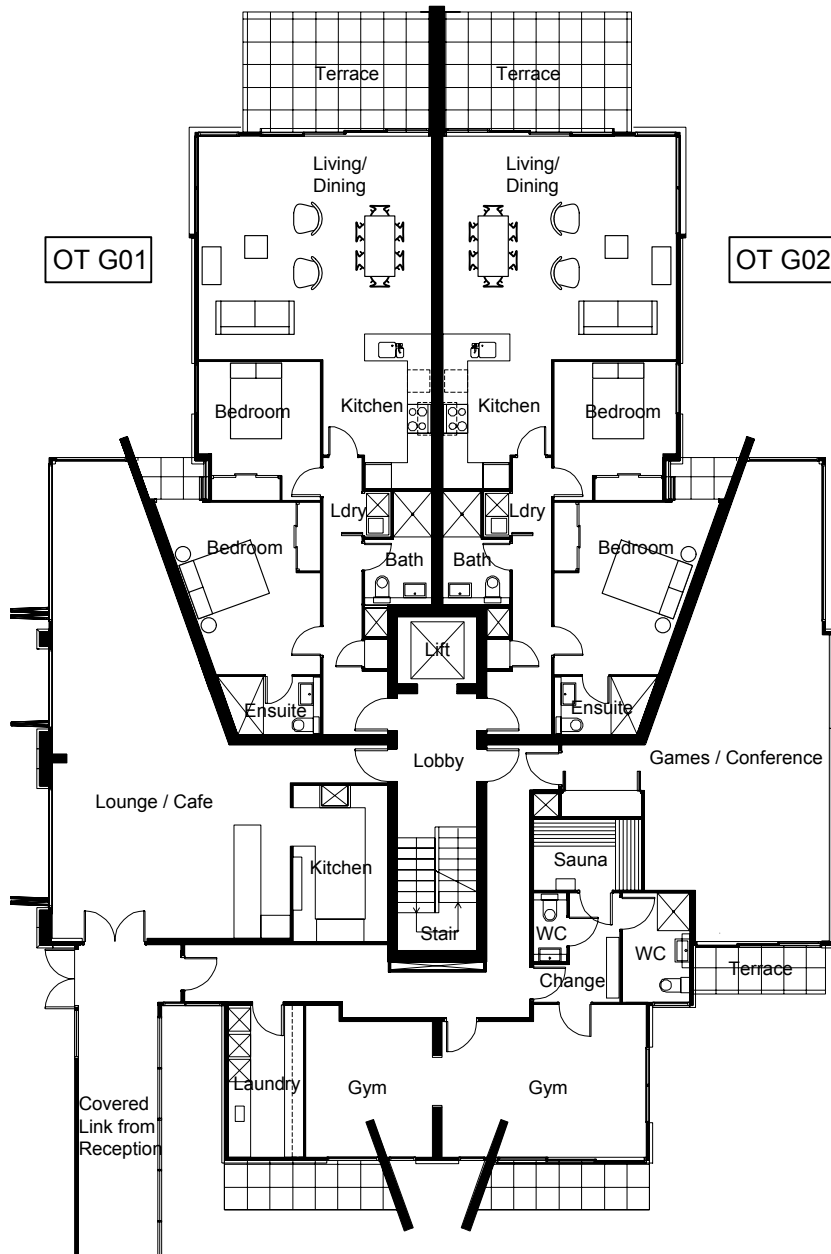 Terrace
Terrace
Living/
Dining
Living/
Dining
OT G01
OT G02
Bedroom
Kitchen
Kitchen
Bedroom
Ldry
Ldry
Bedroom
Bath
Bath
Bedroom
Lift
Ensuite
Ensuite
Lobby
Games / Conference
Lounge / Cafe
Kitchen
Sauna
Stair
WC
WC
Terrace
Change
Laundry
Gym
Gym
Covered
Link from
Reception